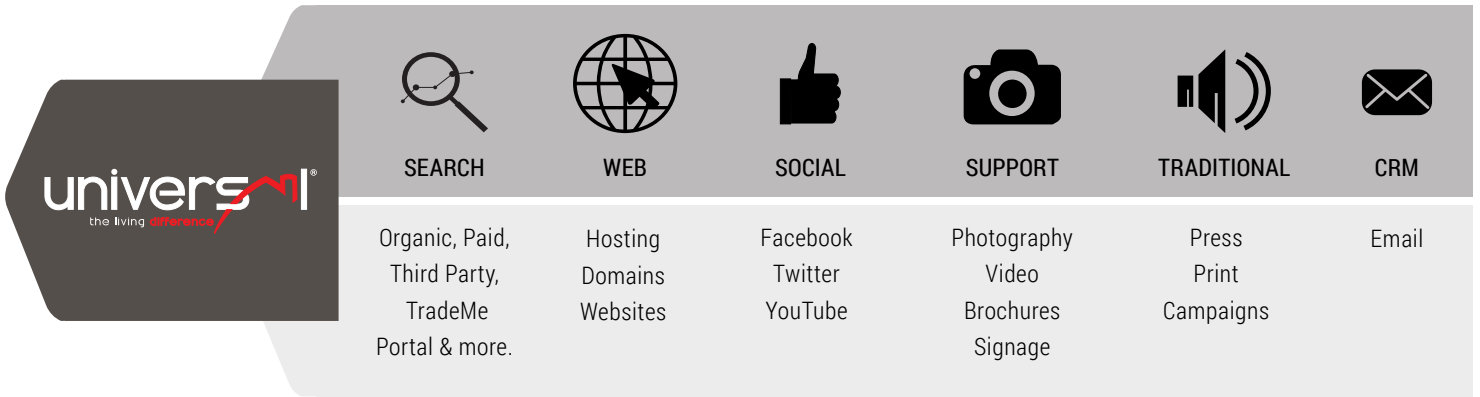 univers l®
the living difference
SEARCH
WEB
SOCIAL
SUPPORT
TRADITIONAL
CRM
Organic, Paid,
Third Party,
TradeMe
Portal & more.
Hosting
Domains
Websites
Facebook
Twitter
YouTube
Photography
Video
Brochures
Signage
Press
Print
Campaigns
Email